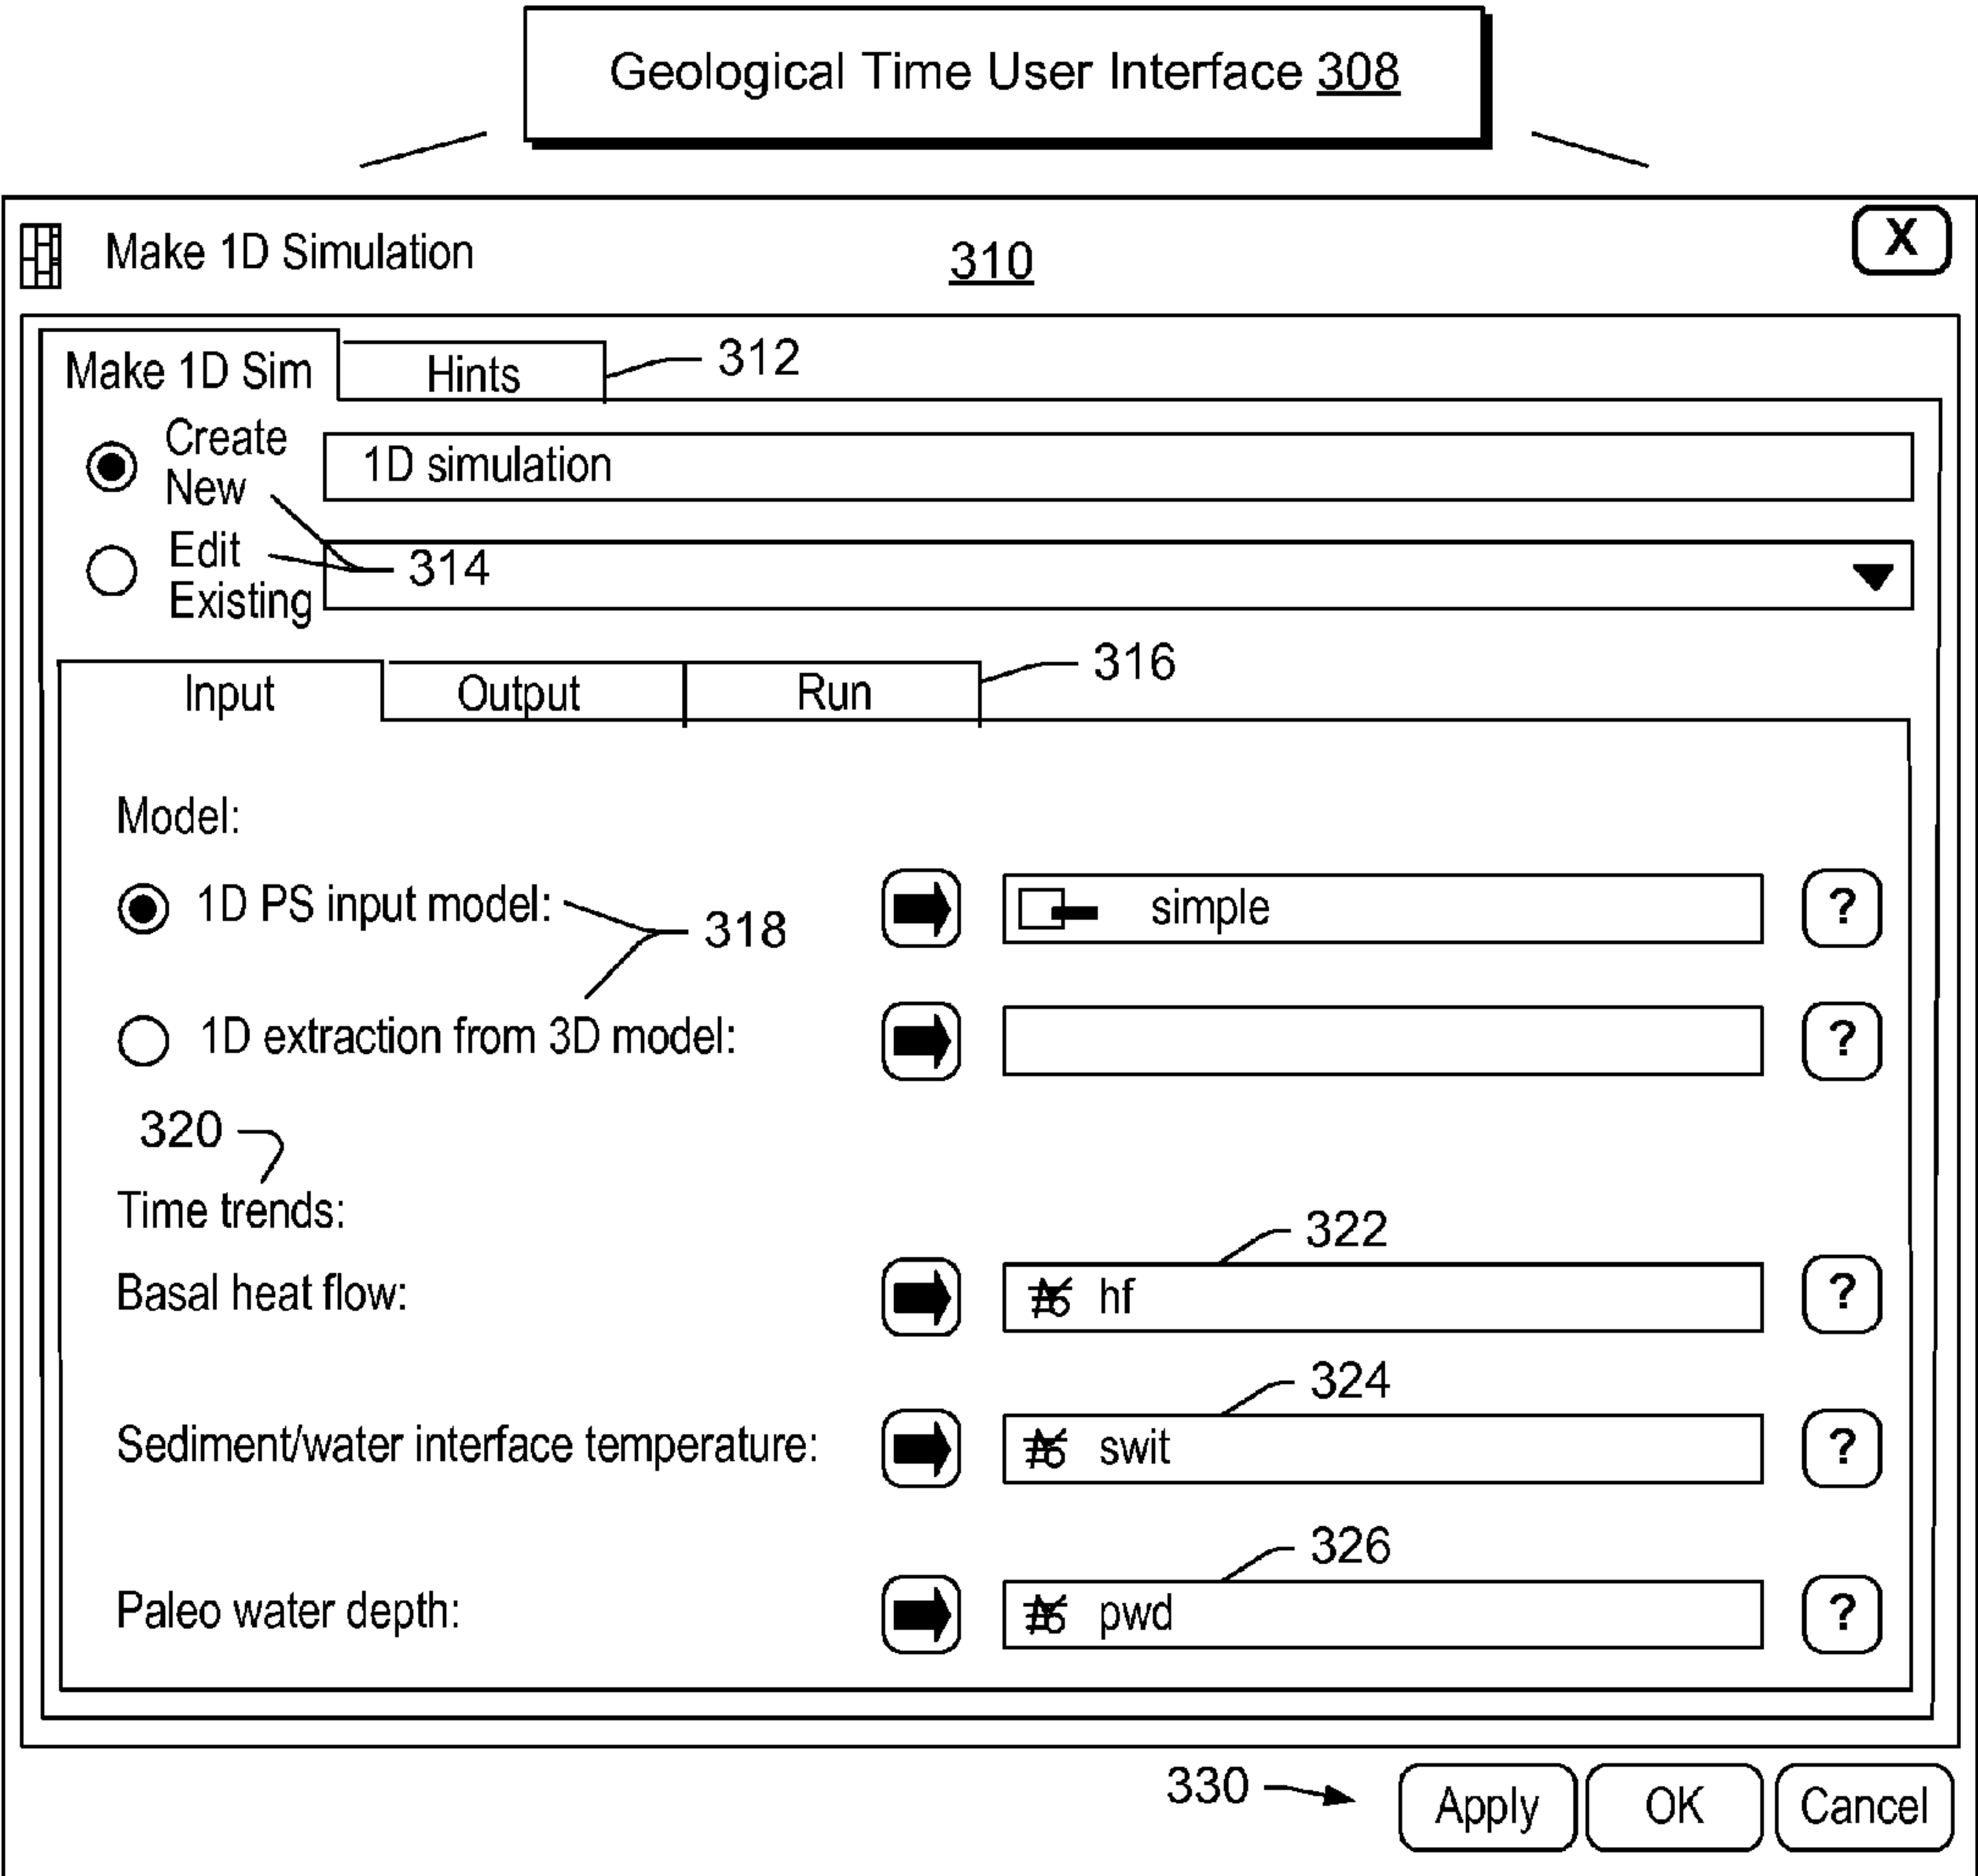 Geological Time User Interface 308
Make 1D Simulation 310 X
Make 1D Sim Hints 312
Create New 1D simulation
Edit Existing 314
Input Output Run 316
Model:
1D PS input model: simple ?
318
1D extraction from 3D model: ?
320
Time trends:
322
Basal heat flow: hf ?
324
Sediment/water interface temperature: swit ?
326
Paleo water depth: pwd ?
330 Apply OK Cancel